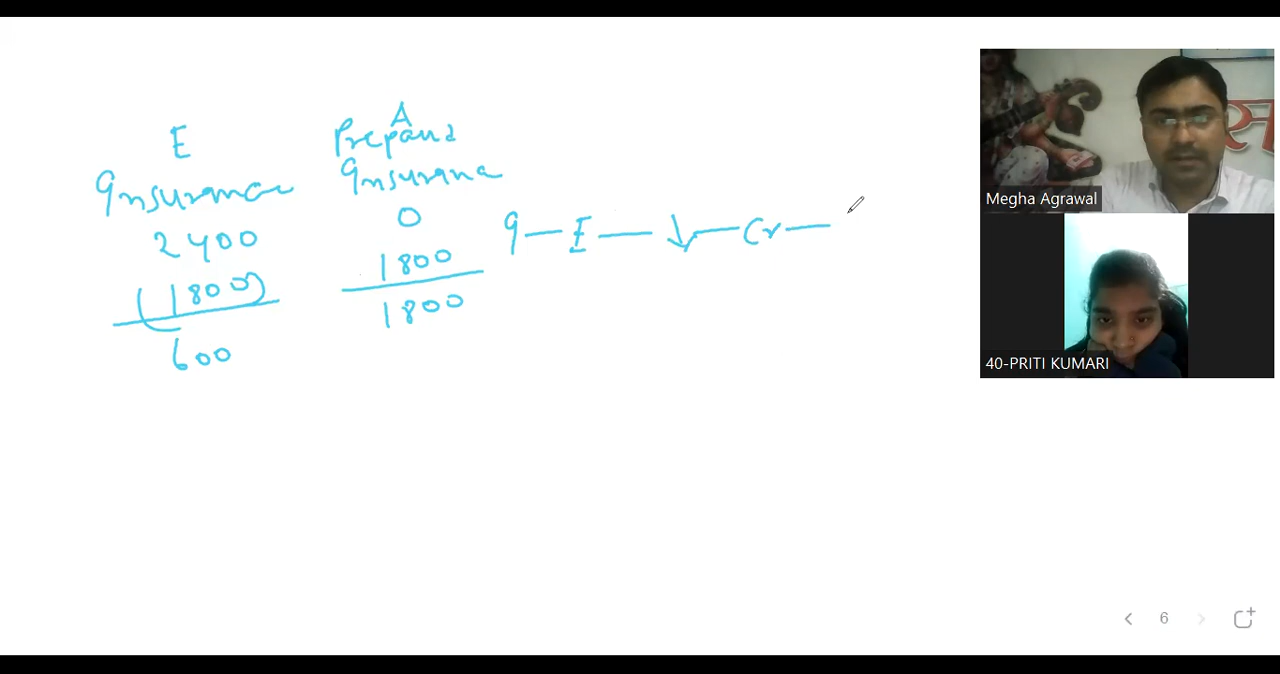 E
Insurance
2400
(1800)
600
A
Prepaid
Insurance
0
1800
1800
I — E — ↓ — Cr —
स
Megha Agrawal
40-PRITI KUMARI
6